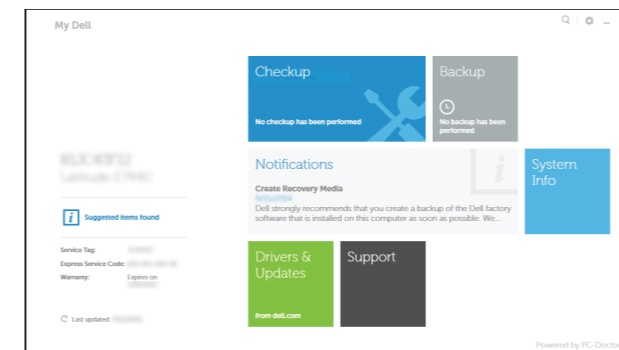 My Dell
Checkup
No checkup has been performed
Backup
No backup has been
performed
Notifications
Create Recovery Media
Dell strongly recommends that you create a backup of the Dell factory
software that is installed on this computer as soon as possible. We...
System
Info
i Suggested items found
Service Tag:
Express Service Code:
Warranty: Expires on
Last updated:
Drivers &
Updates
from dell.com
Support
Powered by PC-Doctor